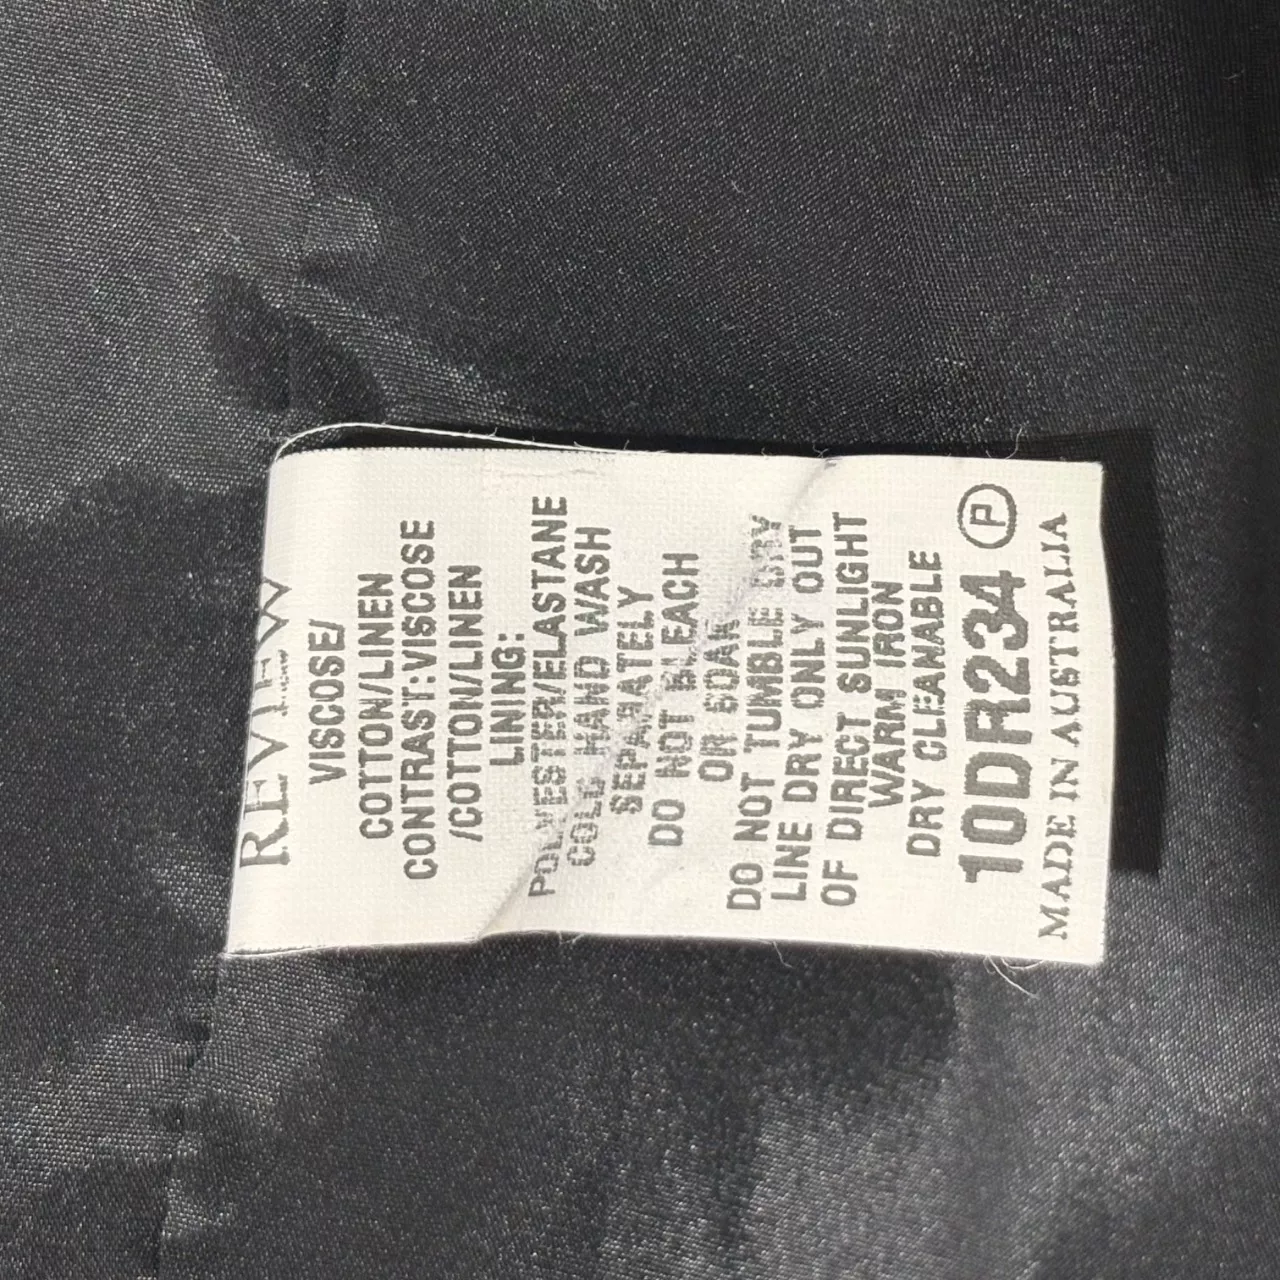 REVIEW
VISCOSE/
COTTON/LINEN
CONTRAST:VISCOSE
/COTTON/LINEN
LINING:
POLYESTER/ELASTANE
COLD HAND WASH
SEPARATELY
DO NOT BLEACH
OR SOAK
DO NOT TUMBLE DRY
LINE DRY ONLY OUT
OF DIRECT SUNLIGHT
WARM IRON
DRY CLEANABLE
10DR234 P
MADE IN AUSTRALIA